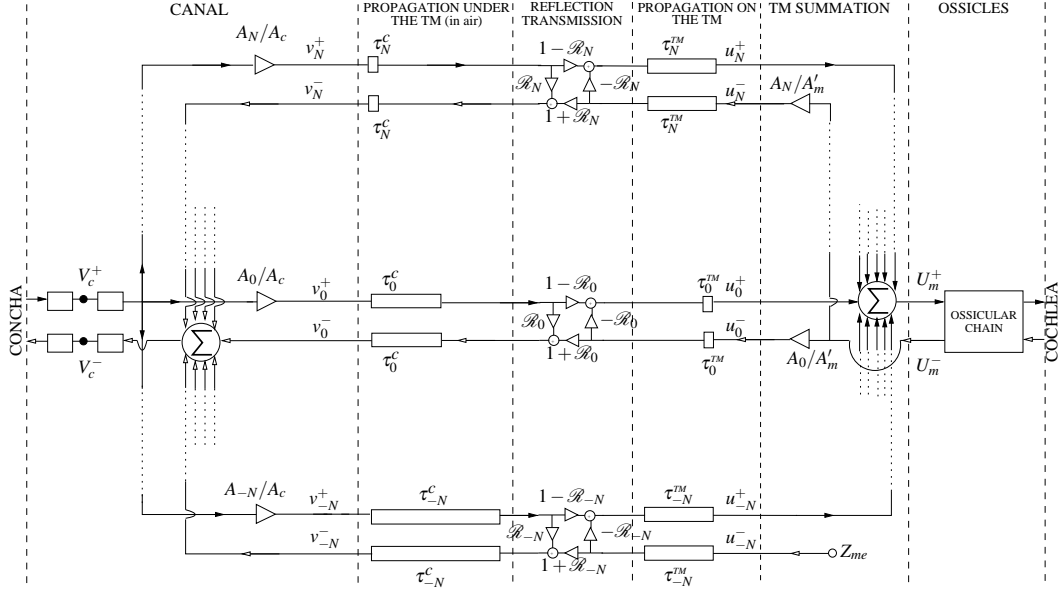 CANAL
PROPAGATION UNDER
THE TM (in air)
REFLECTION
TRANSMISSION
PROPAGATION ON
THE TM
TM SUMMATION
OSSICLES
A_N/A_c
v_N^+
τ_N^c
1 − ℛ_N
τ_N^TM
u_N^+
ℛ_N
−ℛ_N
v_N^−
τ_N^c
1 + ℛ_N
τ_N^TM
u_N^−
A_N/A'_m
CONCHA
V_c^+
A_0/A_c
v_0^+
τ_0^c
1 − ℛ_0
τ_0^TM
u_0^+
Σ
U_m^+
ℛ_0
−ℛ_0
OSSICULAR
CHAIN
COCHLEA
V_c^−
Σ
v_0^−
τ_0^c
1 + ℛ_0
u_0^−
τ_0^TM
A_0/A'_m
U_m^−
A_−N/A_c
v_−N^+
τ_−N^c
1 − ℛ_−N
τ_−N^TM
u_−N^+
ℛ_−N
−ℛ_−N
v_−N^−
τ_−N^c
1 + ℛ_−N
τ_−N^TM
u_−N^−
Z_me